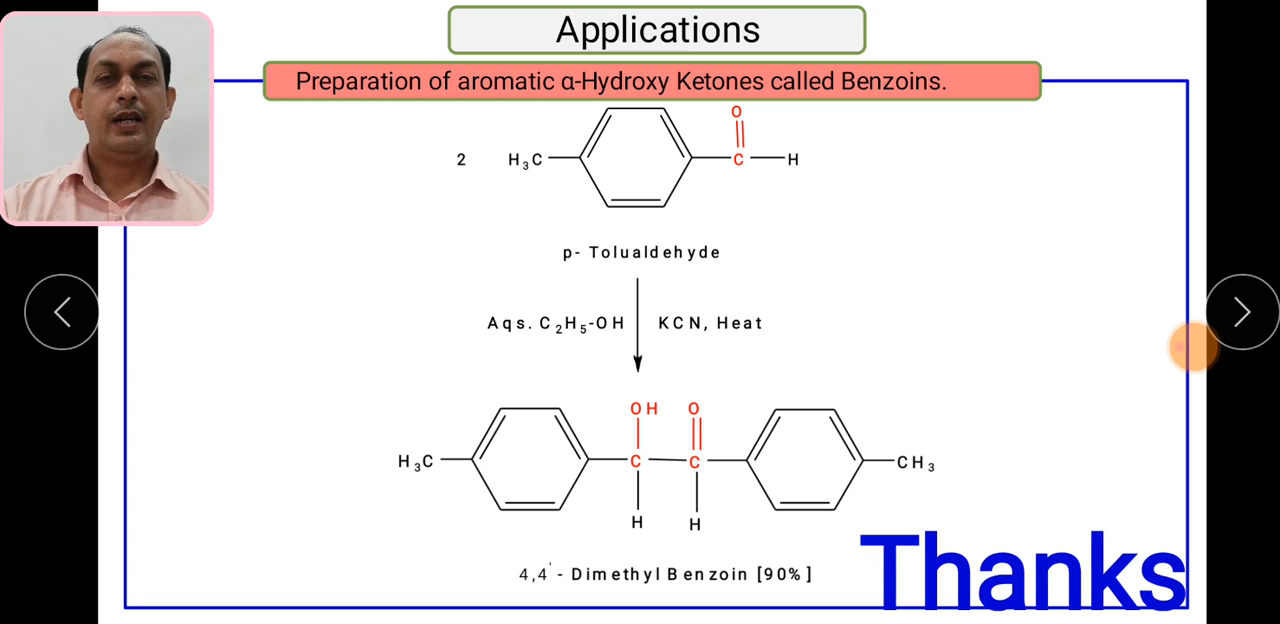 Applications
Preparation of aromatic α-Hydroxy Ketones called Benzoins.
O
2 H₃C C H
p- Tolualdehyde
Aqs. C₂H₅-OH KCN, Heat
OH O
H₃C C C CH₃
H H
4,4' - Dimethyl Benzoin [90%]
Thanks